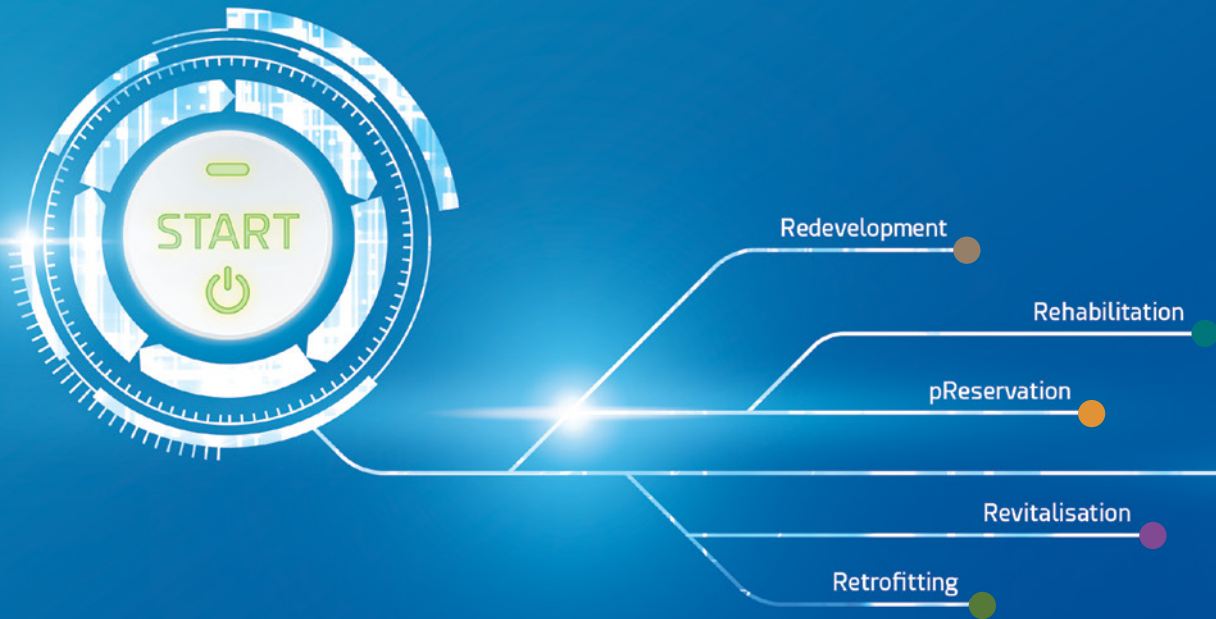 START
Redevelopment
Rehabilitation
pReservation
Revitalisation
Retrofitting